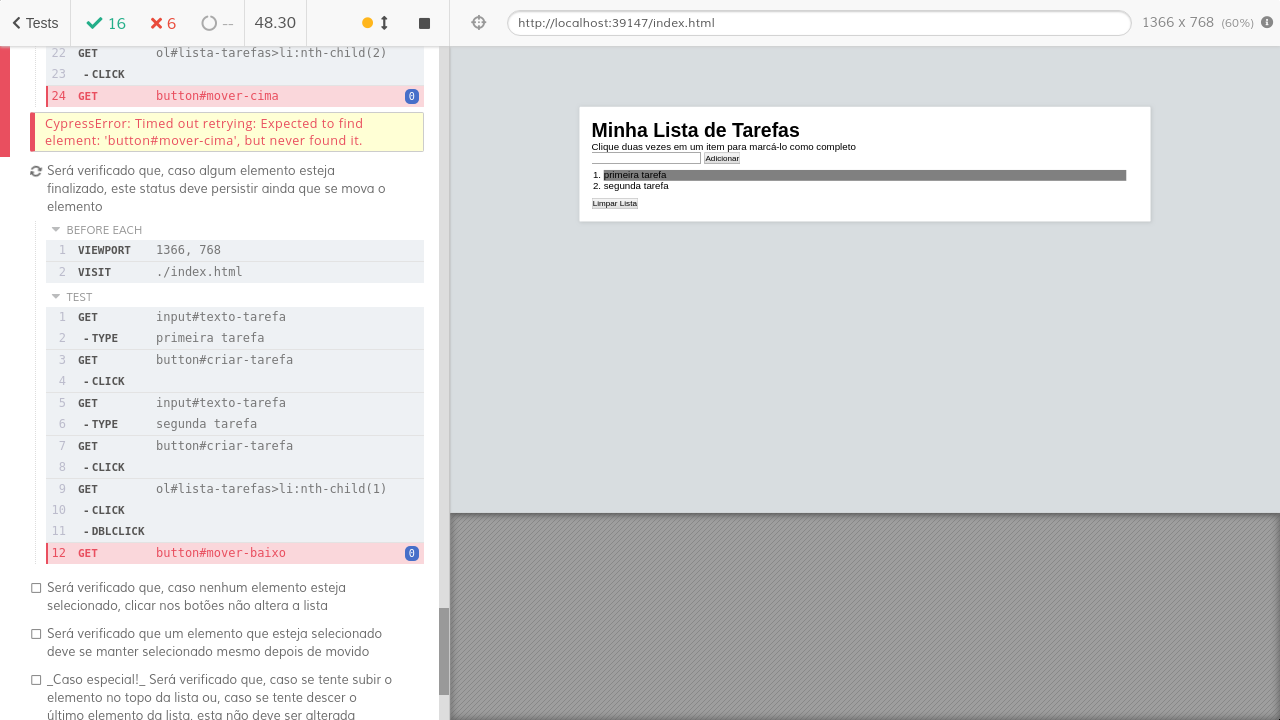 Tests 16 6 -- 48.30 http://localhost:39147/index.html 1366 x 768 (60%)
22 GET ol#lista-tarefas>li:nth-child(2)
23 - CLICK
24 GET button#mover-cima 0
CypressError: Timed out retrying: Expected to find
element: 'button#mover-cima', but never found it.
Será verificado que, caso algum elemento esteja
finalizado, este status deve persistir ainda que se mova o
elemento
BEFORE EACH
1 VIEWPORT 1366, 768
2 VISIT ./index.html
TEST
1 GET input#texto-tarefa
2 - TYPE primeira tarefa
3 GET button#criar-tarefa
4 - CLICK
5 GET input#texto-tarefa
6 - TYPE segunda tarefa
7 GET button#criar-tarefa
8 - CLICK
9 GET ol#lista-tarefas>li:nth-child(1)
10 - CLICK
11 - DBLCLICK
12 GET button#mover-baixo 0
Será verificado que, caso nenhum elemento esteja
selecionado, clicar nos botões não altera a lista
Será verificado que um elemento que esteja selecionado
deve se manter selecionado mesmo depois de movido
_Caso especial!_ Será verificado que, caso se tente subir o
elemento no topo da lista ou, caso se tente descer o
último elemento da lista, esta não deve ser alterada
Minha Lista de Tarefas
Clique duas vezes em um item para marcá-lo como completo
Adicionar
1. primeira tarefa
2. segunda tarefa
Limpar Lista